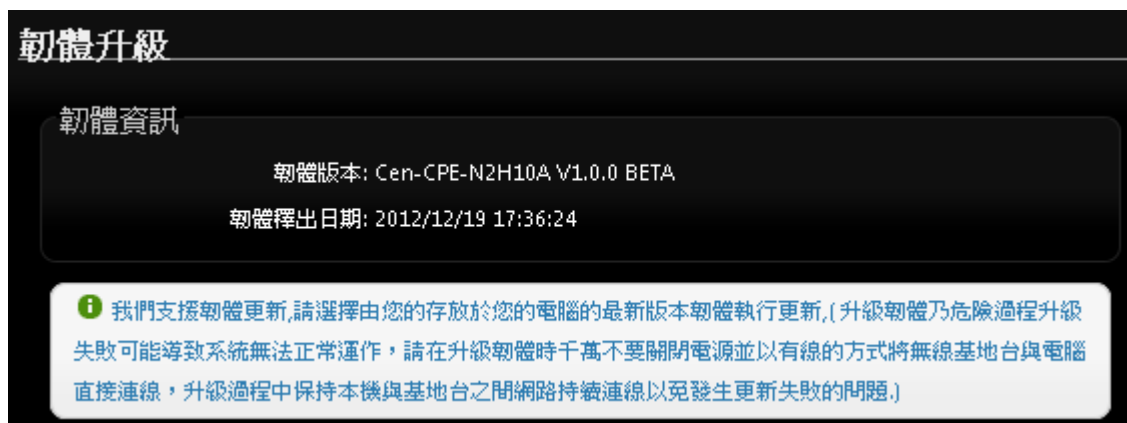 韌體升級
韌體資訊
韌體版本: Cen-CPE-N2H10A V1.0.0 BETA
韌體釋出日期: 2012/12/19 17:36:24
我們支援韌體更新,請選擇由您的存放於您的電腦的最新版本韌體執行更新,(升級韌體乃危險過程升級
失敗可能導致系統無法正常運作，請在升級韌體時千萬不要關閉電源並以有線的方式將無線基地台與電腦
直接連線，升級過程中保持本機與基地台之間網路持續連線以免發生更新失敗的問題.)